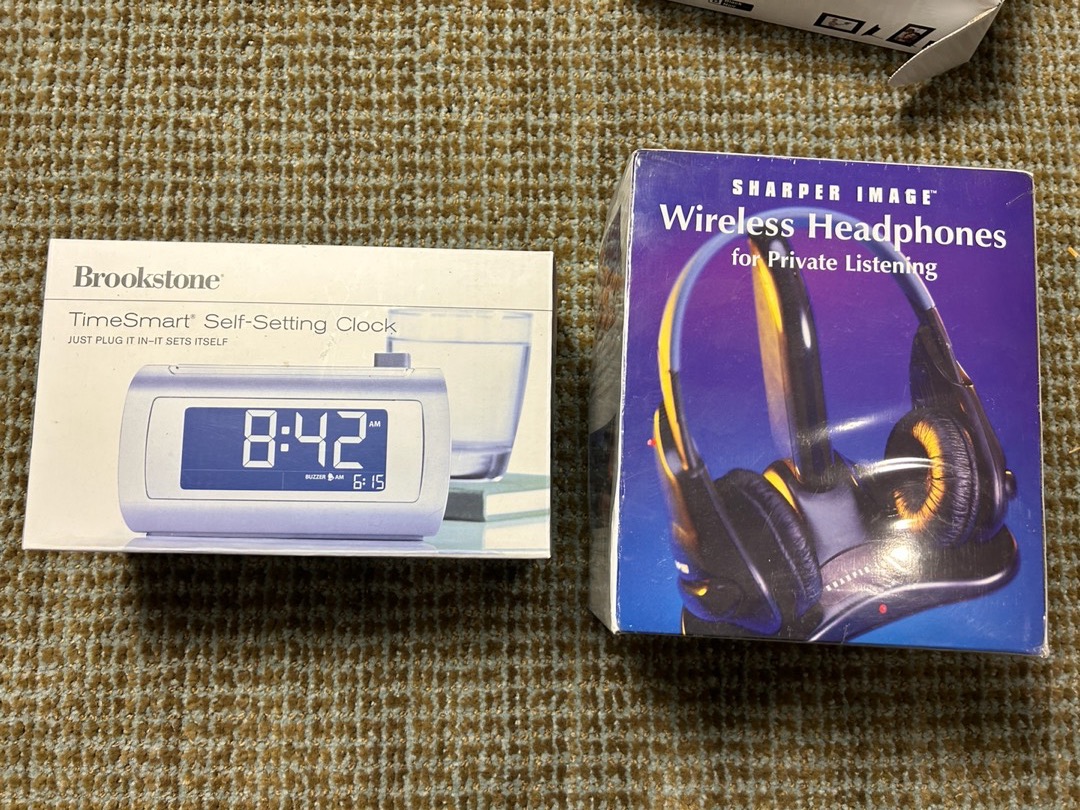 Brookstone®
TimeSmart® Self-Setting Clock
JUST PLUG IT IN–IT SETS ITSELF
8:42 AM
BUZZER AM 6:15
SHARPER IMAGE™
Wireless Headphones
for Private Listening
SHARPER